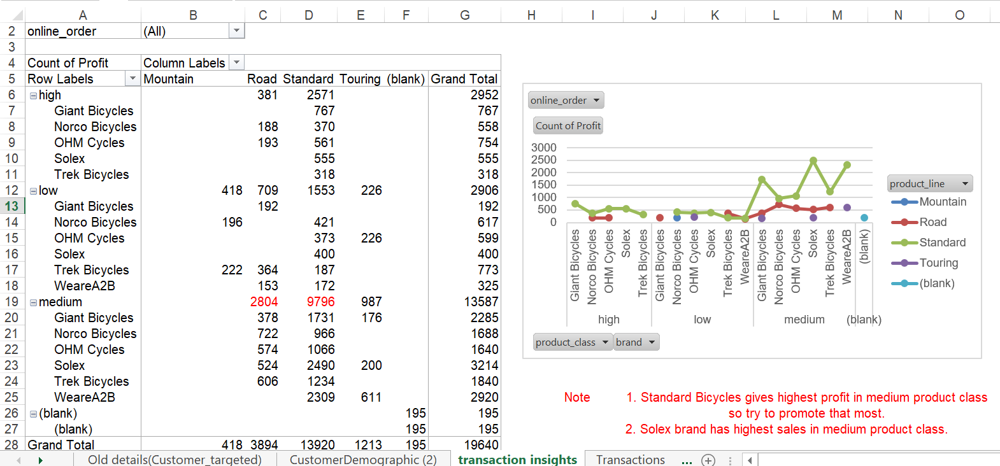 A B C D E F G H I J K L M N O
2 online_order (All)
3
4 Count of Profit Column Labels
5 Row Labels Mountain Road Standard Touring (blank) Grand Total
6 high 381 2571 2952
7 Giant Bicycles 767 767
8 Norco Bicycles 188 370 558
9 OHM Cycles 193 561 754
10 Solex 555 555
11 Trek Bicycles 318 318
12 low 418 709 1553 226 2906
13 Giant Bicycles 192 192
14 Norco Bicycles 196 421 617
15 OHM Cycles 373 226 599
16 Solex 400 400
17 Trek Bicycles 222 364 187 773
18 WeareA2B 153 172 325
19 medium 2804 9796 987 13587
20 Giant Bicycles 378 1731 176 2285
21 Norco Bicycles 722 966 1688
22 OHM Cycles 574 1066 1640
23 Solex 524 2490 200 3214
24 Trek Bicycles 606 1234 1840
25 WeareA2B 2309 611 2920
26 (blank) 195 195
27 (blank) 195 195
28 Grand Total 418 3894 13920 1213 195 19640
online_order
Count of Profit
3000
2500
2000
1500
1000
500
0
Giant Bicycles
Norco Bicycles
OHM Cycles
Solex
Trek Bicycles
Giant Bicycles
Norco Bicycles
OHM Cycles
Solex
Trek Bicycles
WeareA2B
Giant Bicycles
Norco Bicycles
OHM Cycles
Solex
Trek Bicycles
WeareA2B
(blank)
high low medium (blank)
product_class brand
product_line
Mountain
Road
Standard
Touring
(blank)
Note 1. Standard Bicycles gives highest profit in medium product class
so try to promote that most.
2. Solex brand has highest sales in medium product class.
Old details(Customer_targeted) CustomerDemographic (2) transaction insights Transactions ...